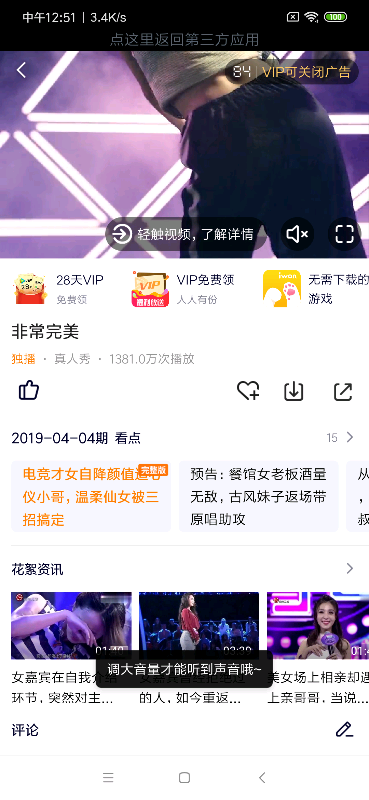 中午12:51 | 3.4K/s
100
点这里返回第三方应用
84 | VIP可关闭广告
轻触视频，了解详情
28天VIP
免费领
VIP
福利放送
VIP免费领
人人有份
无需下载的
游戏
非常完美
独播 · 真人秀 · 1381.0万次播放
2019-04-04期 看点
15
完整版
电竞才女自降颜值追
仪小哥，温柔仙女被三
招搞定
预告：餐馆女老板酒量
无敌，古风妹子返场带
原唱助攻
从
，
叔
花絮资讯
女嘉宾在自我介绍
环节，突然对主...
的人，如今重返...
美女场上相亲却遇
上亲哥哥，当说...
调大音量才能听到声音哦~
评论